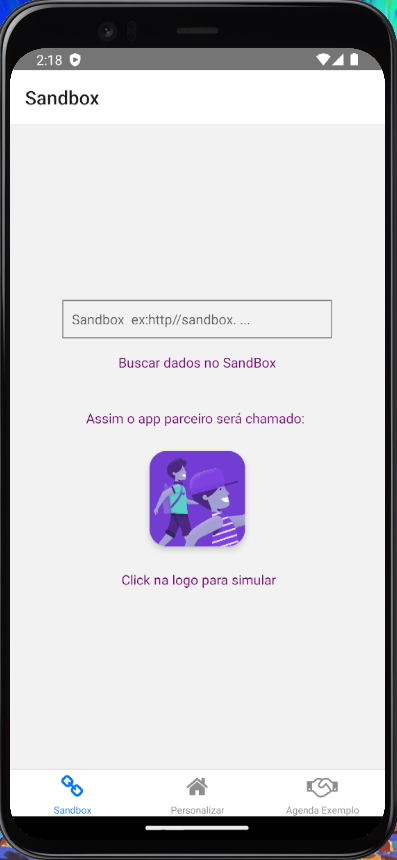 2:18
Sandbox
Sandbox ex:http//sandbox. ...
Buscar dados no SandBox
Assim o app parceiro será chamado:
Click na logo para simular
Sandbox
Personalizar
Agenda Exemplo